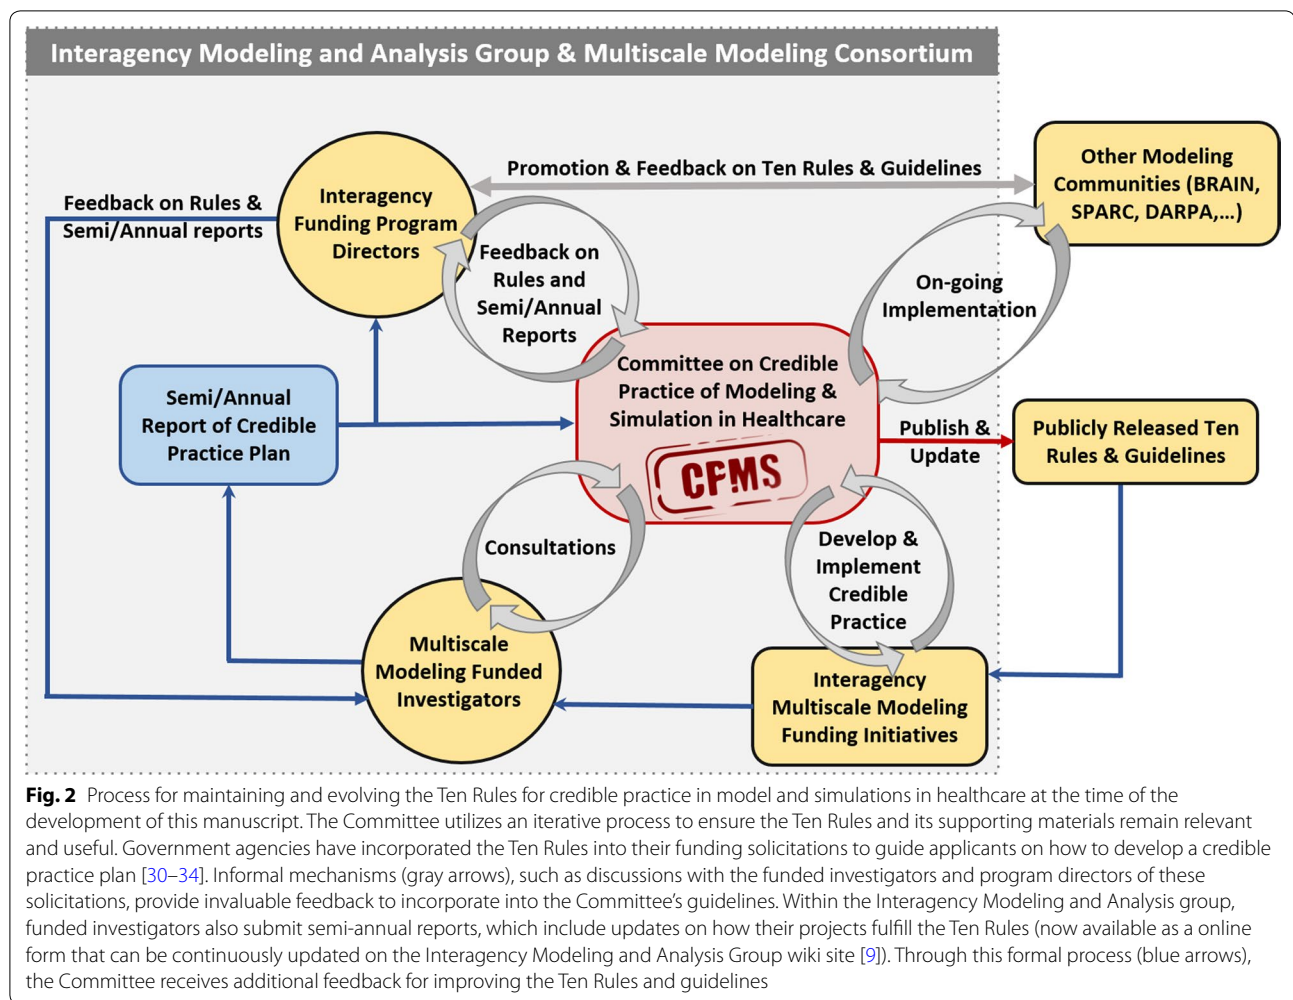 Interagency Modeling and Analysis Group & Multiscale Modeling Consortium
Promotion & Feedback on Ten Rules & Guidelines
Other Modeling
Communities (BRAIN,
SPARC, DARPA,...)
Interagency
Funding Program
Directors
Feedback on Rules &
Semi/Annual reports
Feedback on
Rules and
Semi/Annual
Reports
On-going
Implementation
Committee on Credible
Practice of Modeling &
Simulation in Healthcare
CPMS
Semi/Annual
Report of Credible
Practice Plan
Publish &
Update
Publicly Released Ten
Rules & Guidelines
Consultations
Develop &
Implement
Credible
Practice
Multiscale
Modeling Funded
Investigators
Interagency
Multiscale Modeling
Funding Initiatives
Fig. 2 Process for maintaining and evolving the Ten Rules for credible practice in model and simulations in healthcare at the time of the
development of this manuscript. The Committee utilizes an iterative process to ensure the Ten Rules and its supporting materials remain relevant
and useful. Government agencies have incorporated the Ten Rules into their funding solicitations to guide applicants on how to develop a credible
practice plan [30–34]. Informal mechanisms (gray arrows), such as discussions with the funded investigators and program directors of these
solicitations, provide invaluable feedback to incorporate into the Committee's guidelines. Within the Interagency Modeling and Analysis group,
funded investigators also submit semi-annual reports, which include updates on how their projects fulfill the Ten Rules (now available as a online
form that can be continuously updated on the Interagency Modeling and Analysis Group wiki site [9]). Through this formal process (blue arrows),
the Committee receives additional feedback for improving the Ten Rules and guidelines